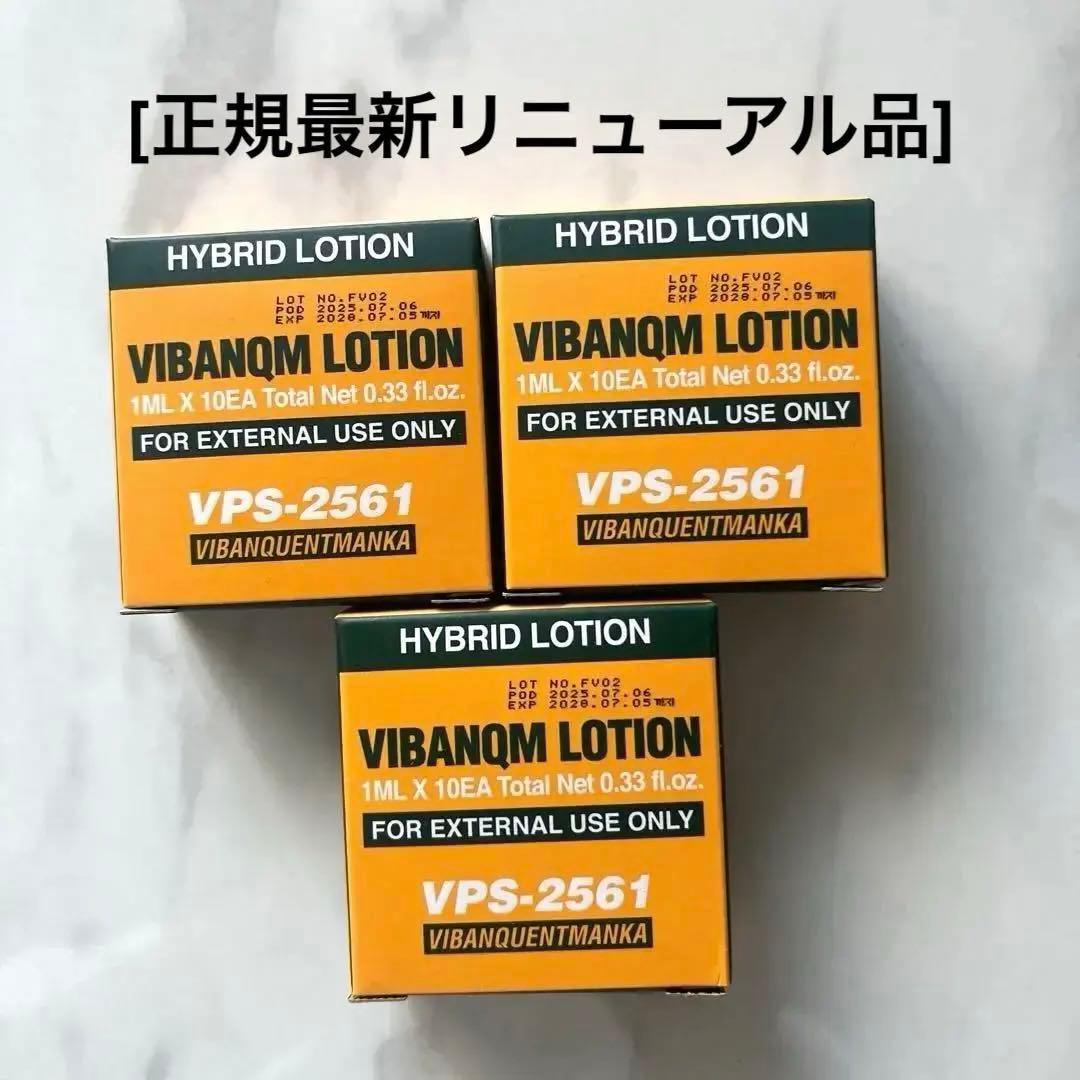 [正規最新リニューアル品]
HYBRID LOTION
LOT NO.FV02
POD 2025.07.06
EXP 2028.07.05까지
VIBANQM LOTION
1ML X 10EA Total Net 0.33 fl.oz.
FOR EXTERNAL USE ONLY
VPS-2561
VIBANQUENTMANKA
HYBRID LOTION
LOT NO.FV02
POD 2025.07.06
EXP 2028.07.05까지
VIBANQM LOTION
1ML X 10EA Total Net 0.33 fl.oz.
FOR EXTERNAL USE ONLY
VPS-2561
VIBANQUENTMANKA
HYBRID LOTION
LOT NO.FV02
POD 2025.07.06
EXP 2028.07.05까지
VIBANQM LOTION
1ML X 10EA Total Net 0.33 fl.oz.
FOR EXTERNAL USE ONLY
VPS-2561
VIBANQUENTMANKA